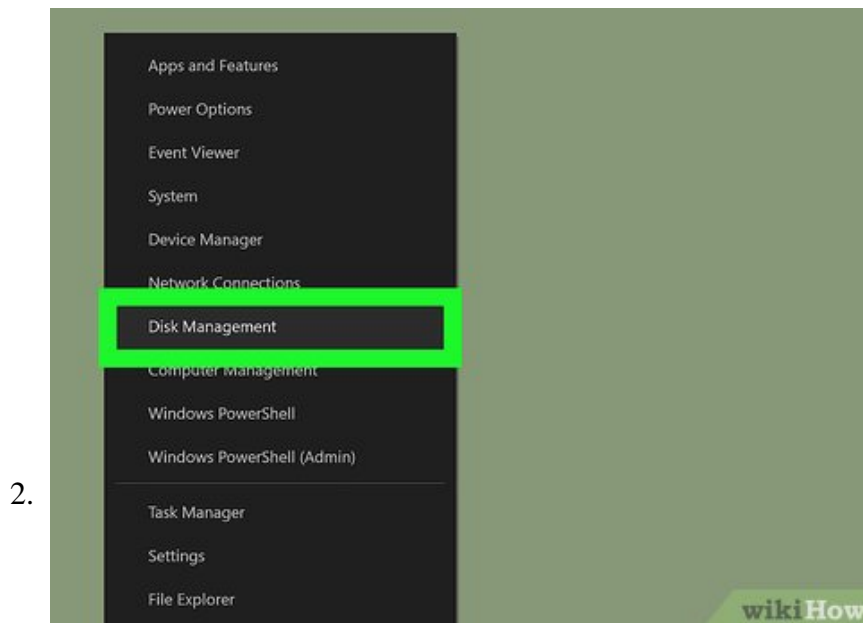 Apps and Features
Power Options
Event Viewer
System
Device Manager
Network Connections
Disk Management
Computer Management
Windows PowerShell
Windows PowerShell (Admin)
2.
Task Manager
Settings
File Explorer
wikiHow